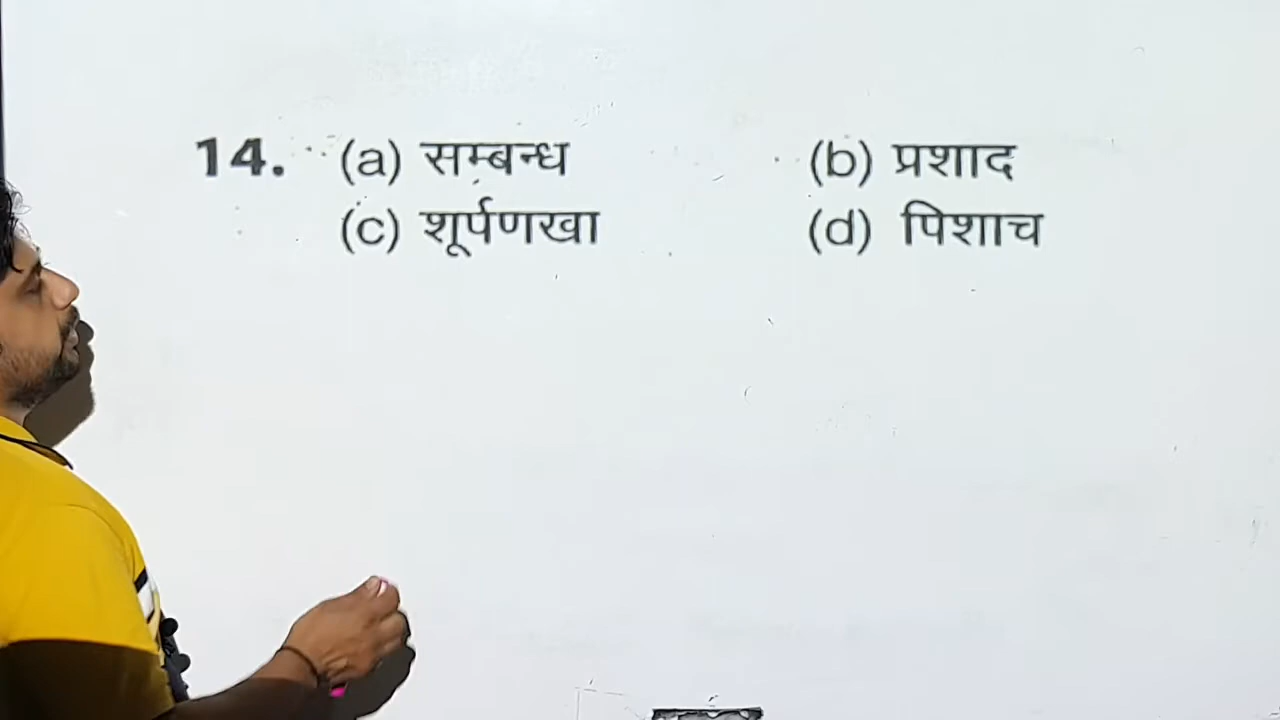 14. (a) सम्बन्ध (b) प्रशाद
(c) शूर्पणखा (d) पिशाच